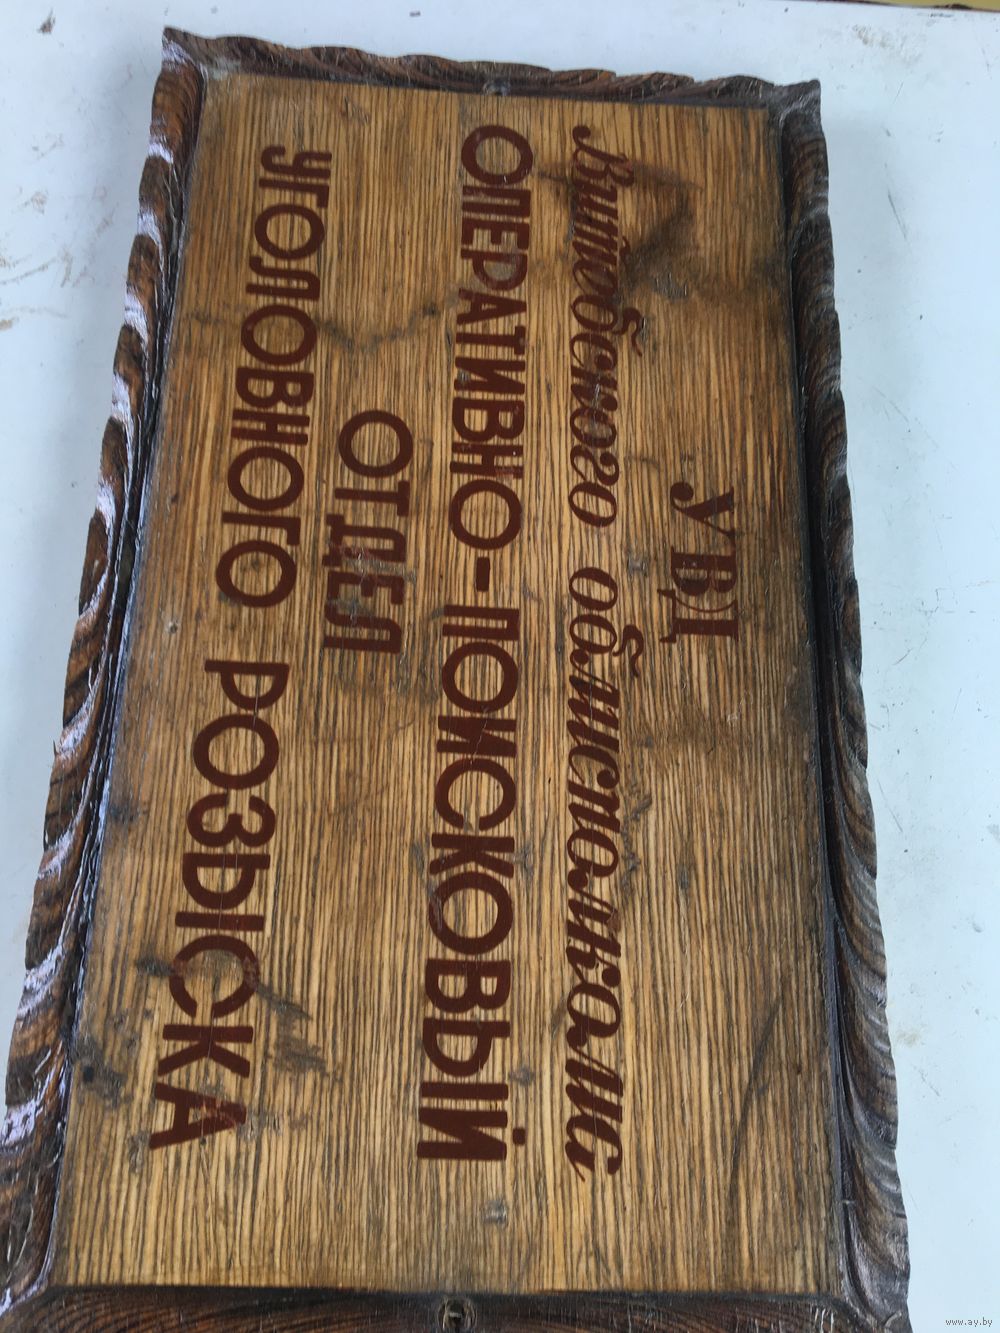 УВД
Витебского облисполкома
ОПЕРАТИВНО-ПОИСКОВЫЙ
ОТДЕЛ
УГОЛОВНОГО РОЗЫСКА
www.ay.by